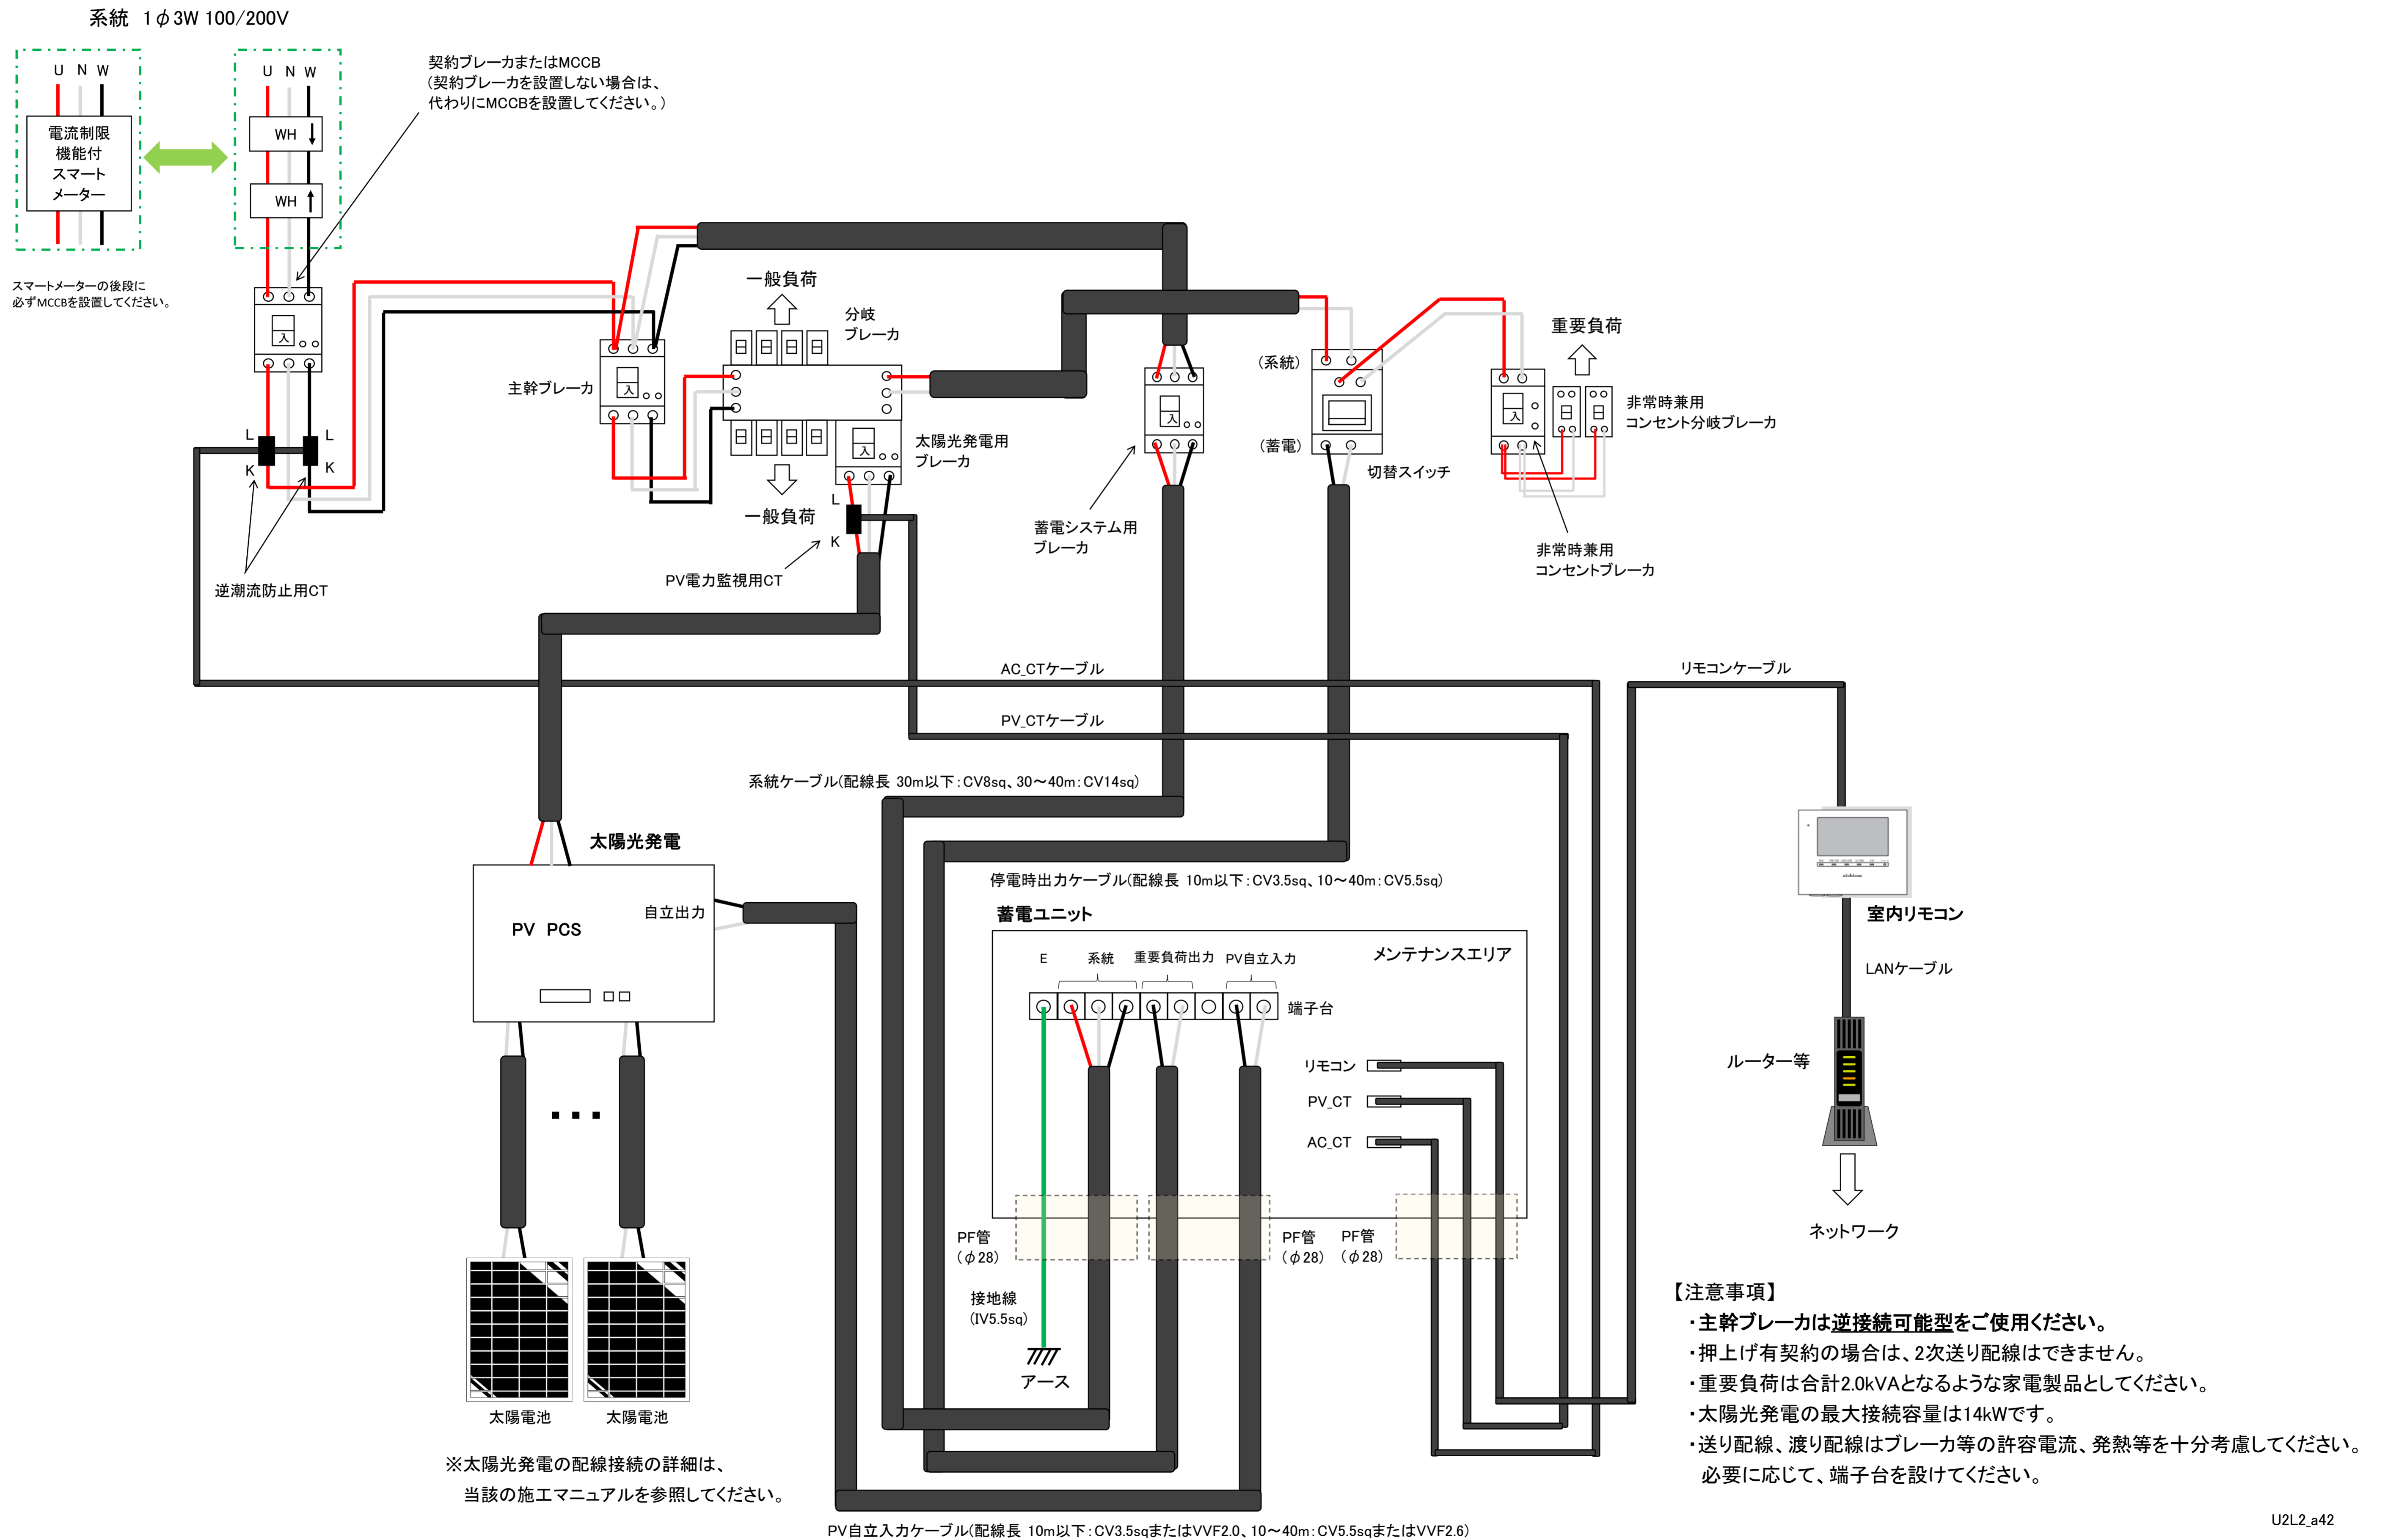 系統 1φ3W 100/200V
U N W
電流制限
機能付
スマート
メーター
スマートメーターの後段に
必ずMCCBを設置してください。
U N W
WH
WH
契約ブレーカまたはMCCB
(契約ブレーカを設置しない場合は、
代わりにMCCBを設置してください。)
入
L
K
L
K
逆潮流防止用CT
主幹ブレーカ
入
一般負荷
分岐
ブレーカ
入
太陽光発電用
ブレーカ
一般負荷
L
K
PV電力監視用CT
入
蓄電システム用
ブレーカ
(系統)
(蓄電)
切替スイッチ
重要負荷
入
非常時兼用
コンセント分岐ブレーカ
非常時兼用
コンセントブレーカ
AC_CTケーブル
リモコンケーブル
PV_CTケーブル
系統ケーブル(配線長 30m以下:CV8sq、30~40m:CV14sq)
停電時出力ケーブル(配線長 10m以下:CV3.5sq、10~40m:CV5.5sq)
太陽光発電
PV PCS
自立出力
太陽電池
太陽電池
※太陽光発電の配線接続の詳細は、
当該の施工マニュアルを参照してください。
蓄電ユニット
メンテナンスエリア
E
系統
重要負荷出力
PV自立入力
端子台
リモコン
PV_CT
AC_CT
PF管
(φ28)
PF管
(φ28)
PF管
(φ28)
接地線
(IV5.5sq)
アース
PV自立入力ケーブル(配線長 10m以下:CV3.5sqまたはVVF2.0、10~40m:CV5.5sqまたはVVF2.6)
室内リモコン
LANケーブル
ルーター等
ネットワーク
【注意事項】
・主幹ブレーカは逆接続可能型をご使用ください。
・押上げ有契約の場合は、2次送り配線はできません。
・重要負荷は合計2.0kVAとなるような家電製品としてください。
・太陽光発電の最大接続容量は14kWです。
・送り配線、渡り配線はブレーカ等の許容電流、発熱等を十分考慮してください。
必要に応じて、端子台を設けてください。
U2L2_a42